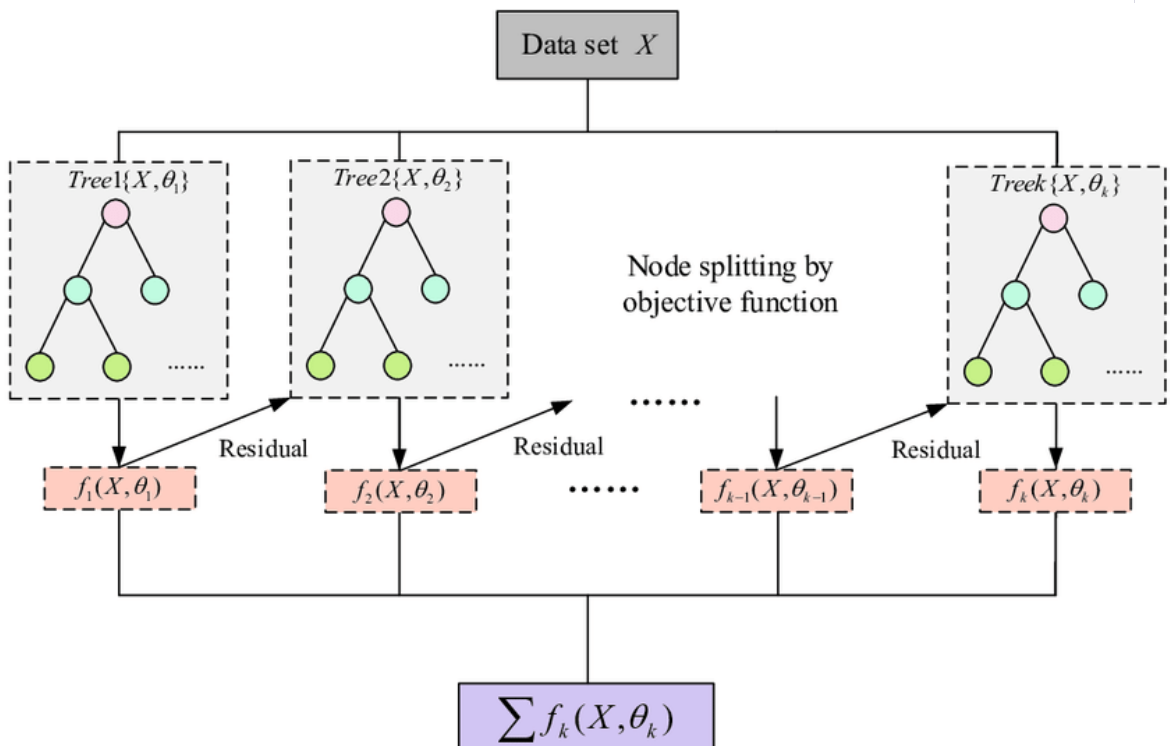 Data set X
Tree1{X,θ₁}
Tree2{X,θ₂}
Treek{X,θₖ}
Node splitting by
objective function
......
......
......
......
Residual
Residual
Residual
f₁(X,θ₁)
f₂(X,θ₂)
......
fₖ₋₁(X,θₖ₋₁)
fₖ(X,θₖ)
∑fₖ(X,θₖ)